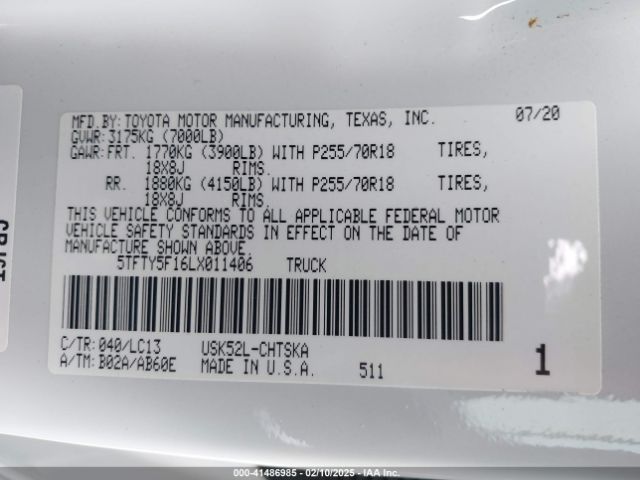 MFD.BY:TOYOTA MOTOR MANUFACTURING, TEXAS, INC. 07/20
GVWR:3175KG (7000LB)
GAWR:FRT. 1770KG (3900LB) WITH P255/70R18 TIRES,
18X8J RIMS.
RR. 1880KG (4150LB) WITH P255/70R18 TIRES,
18X8J RIMS.
THIS VEHICLE CONFORMS TO ALL APPLICABLE FEDERAL MOTOR
VEHICLE SAFETY STANDARDS IN EFFECT ON THE DATE OF
MANUFACTURE SHOWN ABOVE.
5TFTY5F16LX011406 TRUCK
C/TR:040/LC13 USK52L-CHTSKA
A/TM:B02A/AB60E MADE IN U.S.A. 511 1
000-41486985 - 02/10/2025 - IAA Inc.